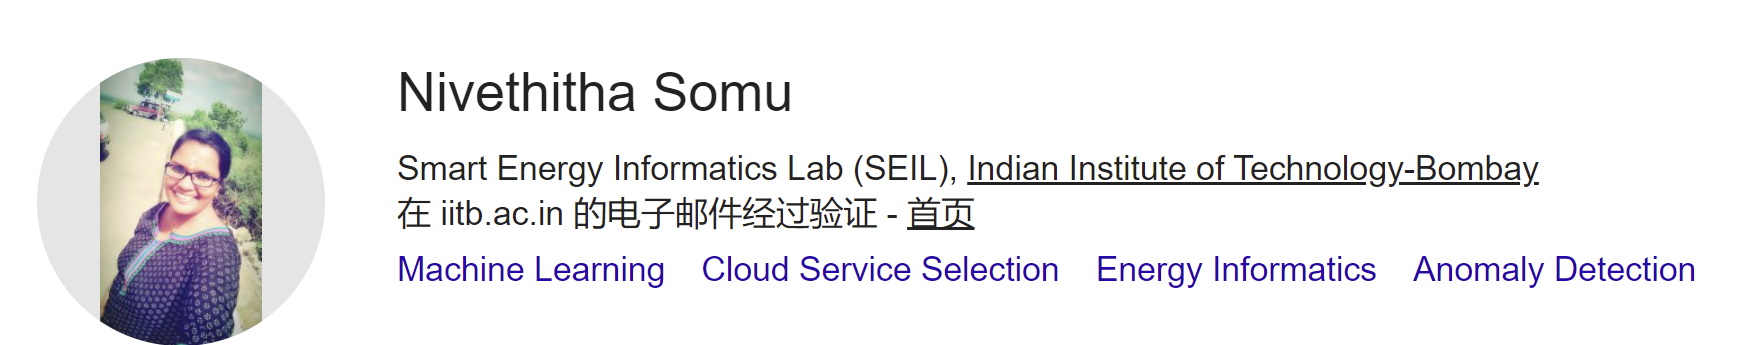 Nivethitha Somu
Smart Energy Informatics Lab (SEIL), Indian Institute of Technology-Bombay
在 iitb.ac.in 的电子邮件经过验证 - 首页
Machine Learning Cloud Service Selection Energy Informatics Anomaly Detection